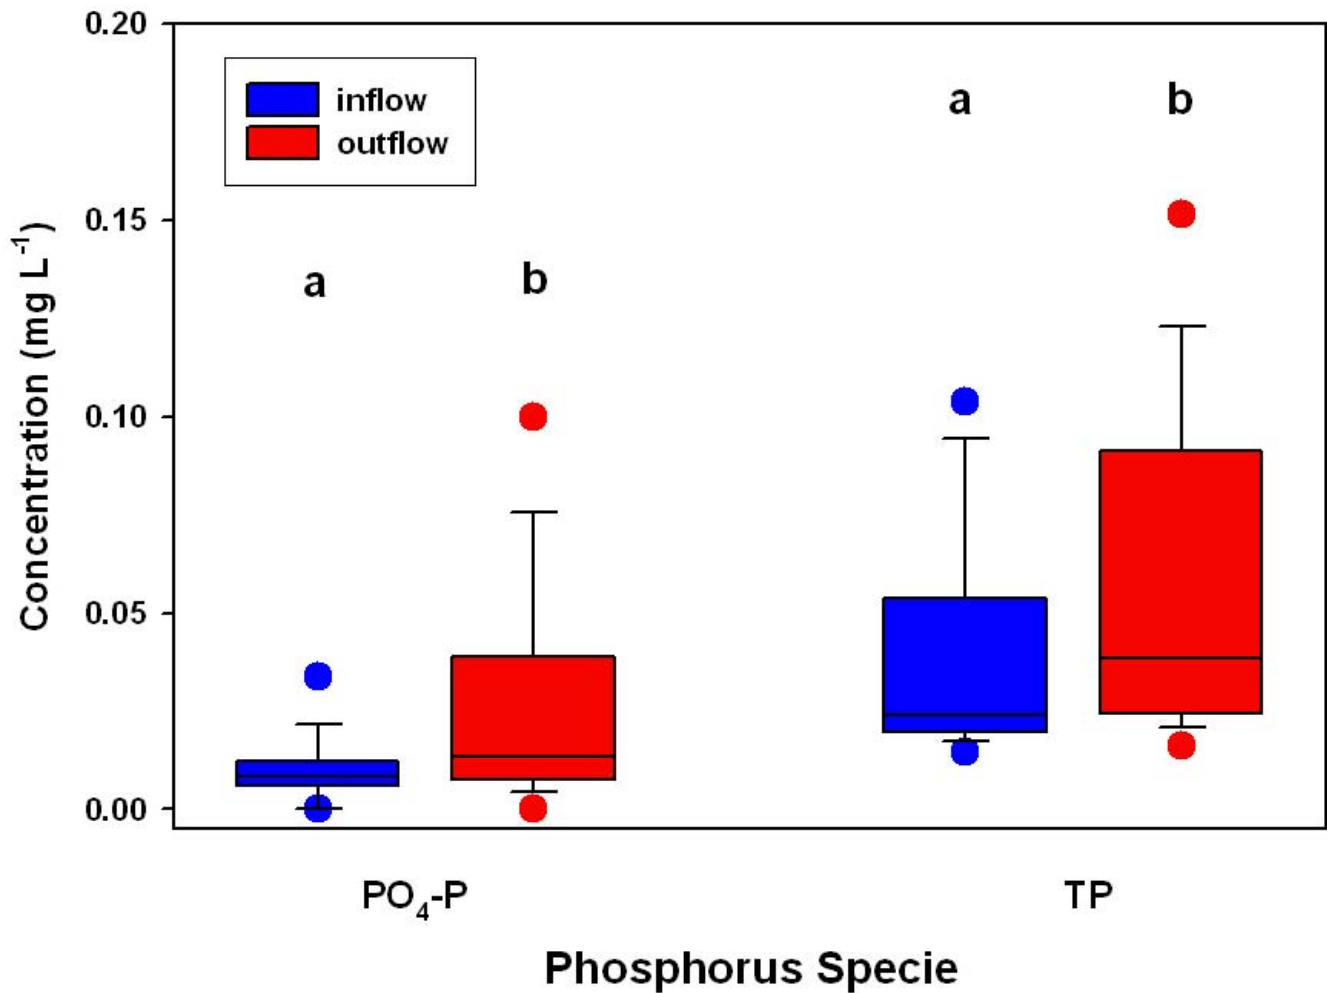 0.20
inflow
outflow
a
b
0.15
a
b
0.10
0.05
0.00
Concentration (mg L⁻¹)
PO₄-P
TP
Phosphorus Specie